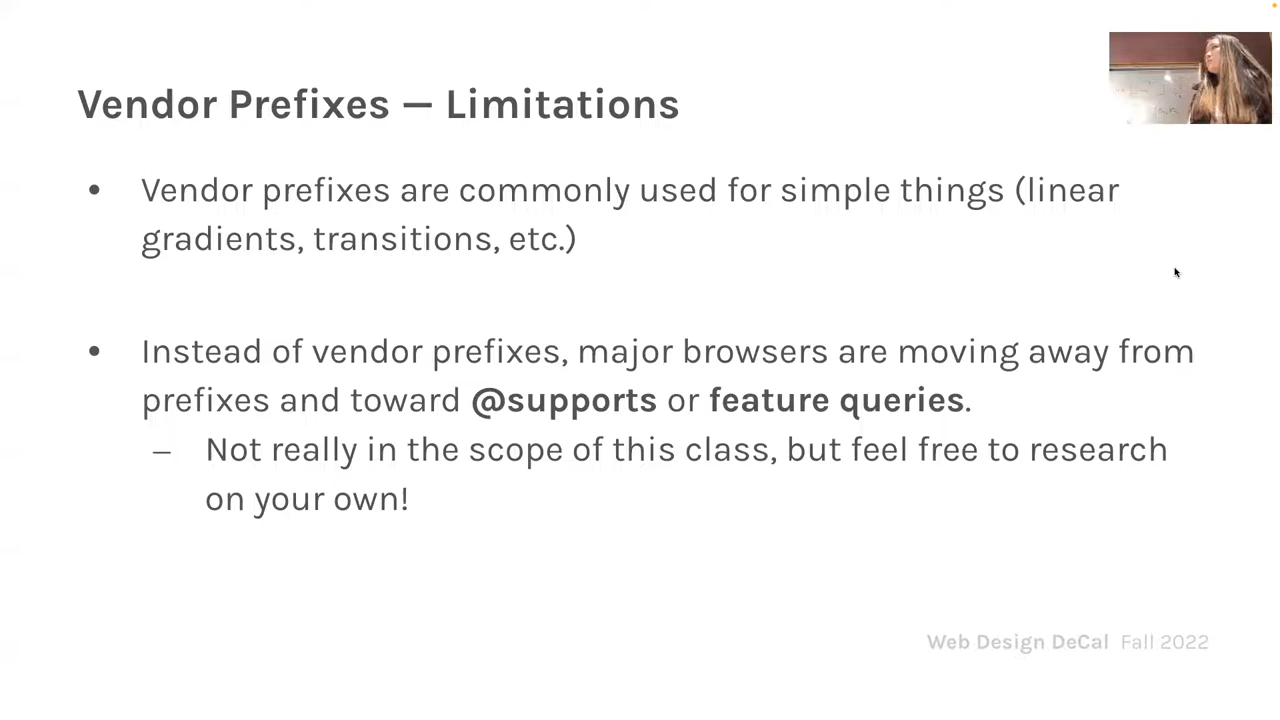 Vendor Prefixes — Limitations
• Vendor prefixes are commonly used for simple things (linear
gradients, transitions, etc.)
• Instead of vendor prefixes, major browsers are moving away from
prefixes and toward @supports or feature queries.
– Not really in the scope of this class, but feel free to research
on your own!
Web Design DeCal Fall 2022